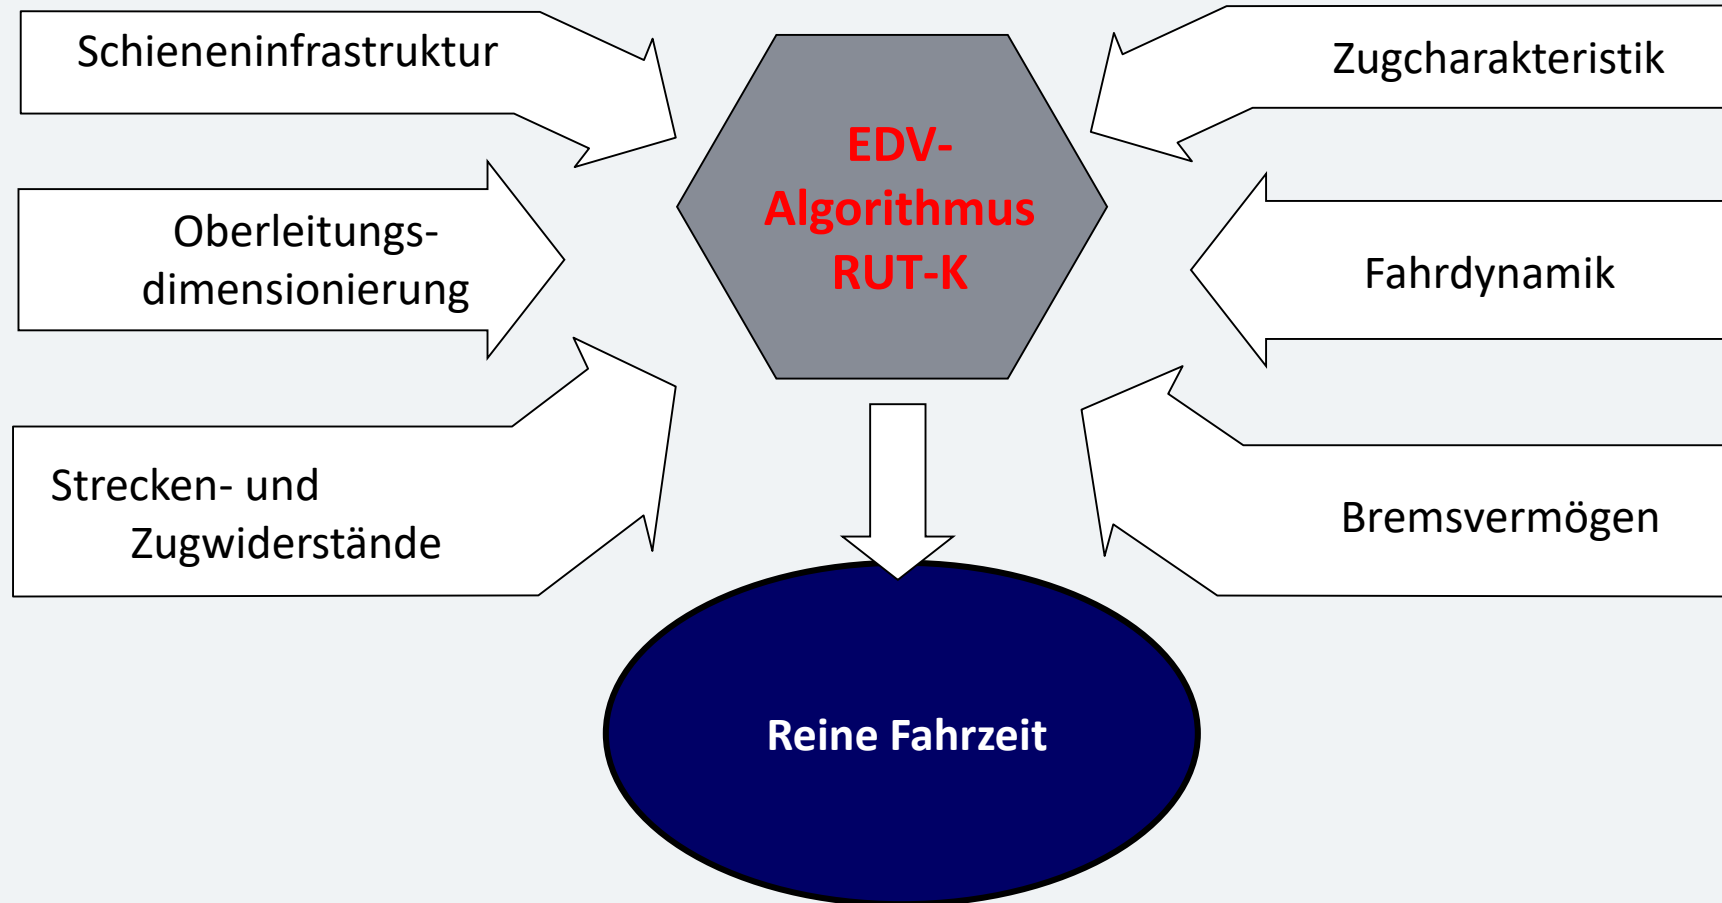 Schieneninfrastruktur
Oberleitungs-
dimensionierung
Strecken- und
Zugwiderstände
EDV-
Algorithmus
RUT-K
Zugcharakteristik
Fahrdynamik
Bremsvermögen
Reine Fahrzeit